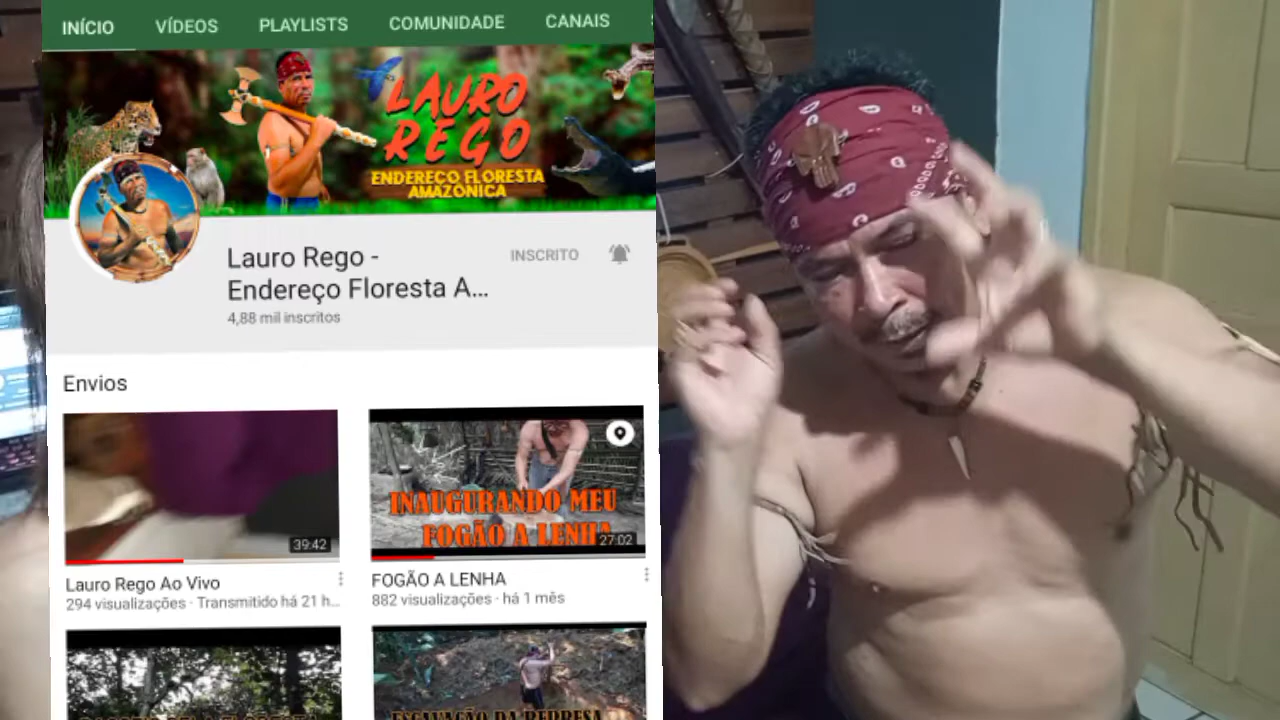 INÍCIO VÍDEOS PLAYLISTS COMUNIDADE CANAIS
LAURO
REGO
ENDEREÇO FLORESTA
AMAZÔNICA
Lauro Rego -
Endereço Floresta A...
INSCRITO
4,88 mil inscritos
Envios
39:42
INAUGURANDO MEU
FOGÃO A LENHA
27:02
Lauro Rego Ao Vivo
294 visualizações · Transmitido há 21 h...
FOGÃO A LENHA
882 visualizações · há 1 mês
ESCAVAÇÃO DA REPRESA